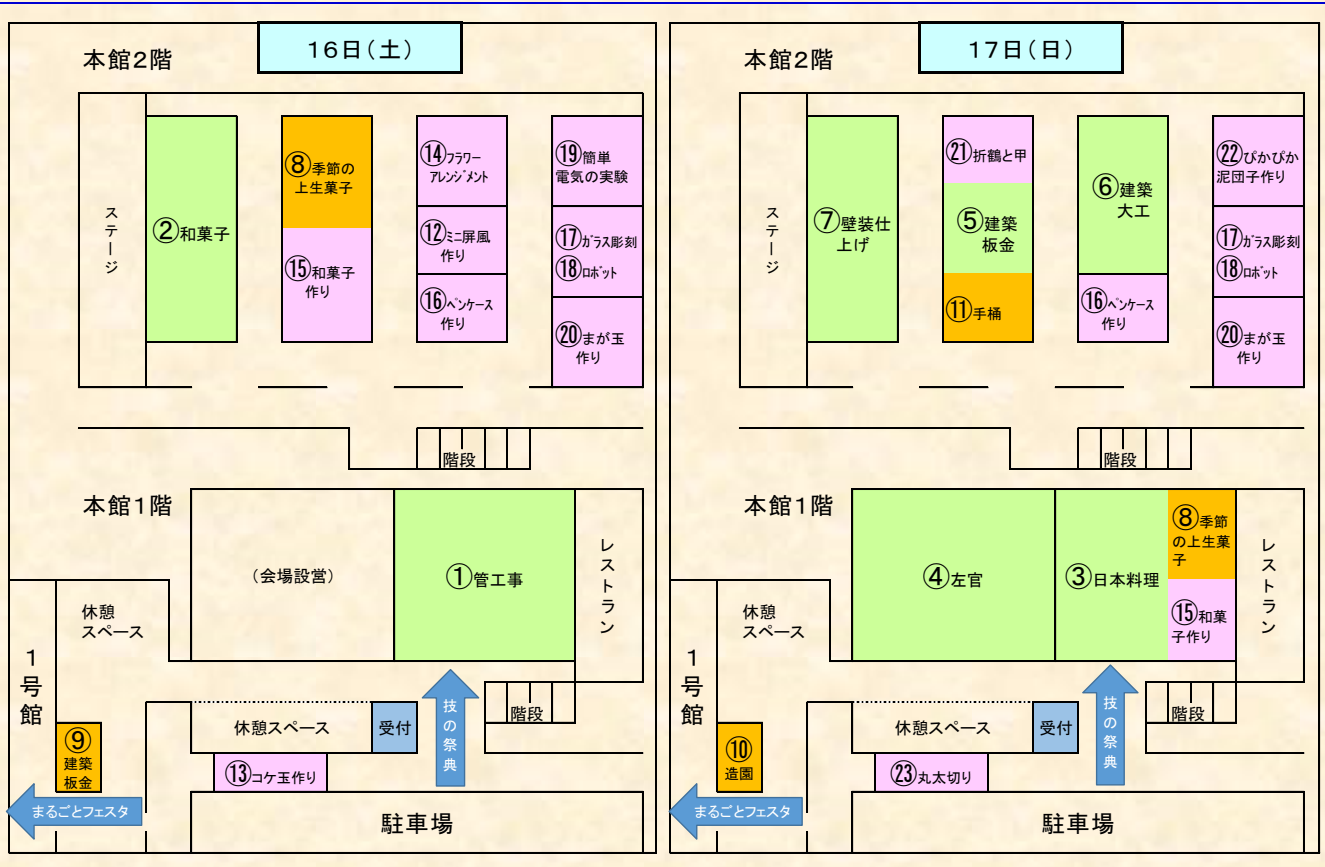 16日(土)
本館2階
ステージ
②和菓子
⑧季節の
上生菓子
⑮和菓子
作り
⑭フラワー
アレンジメント
⑫ミニ屏風
作り
⑯ペンケース
作り
⑲簡単
電気の実験
⑰ガラス彫刻
⑱ロボット
⑳まが玉
作り
階段
本館1階
(会場設営)
①管工事
レストラン
休憩
スペース
1号館
⑨
建築
板金
休憩スペース
受付
技の祭典
階段
⑬コケ玉作り
まるごとフェスタ
駐車場
17日(日)
本館2階
ステージ
⑦壁装仕
上げ
㉑折鶴と甲
⑤建築
板金
⑪手桶
⑥建築
大工
⑯ペンケース
作り
㉒ぴかぴか
泥団子作り
⑰ガラス彫刻
⑱ロボット
⑳まが玉
作り
階段
本館1階
④左官
③日本料理
⑧季節
の上生菓
子
⑮和菓
子作り
レストラン
休憩
スペース
1号館
⑩
造園
休憩スペース
受付
技の祭典
階段
㉓丸太切り
まるごとフェスタ
駐車場